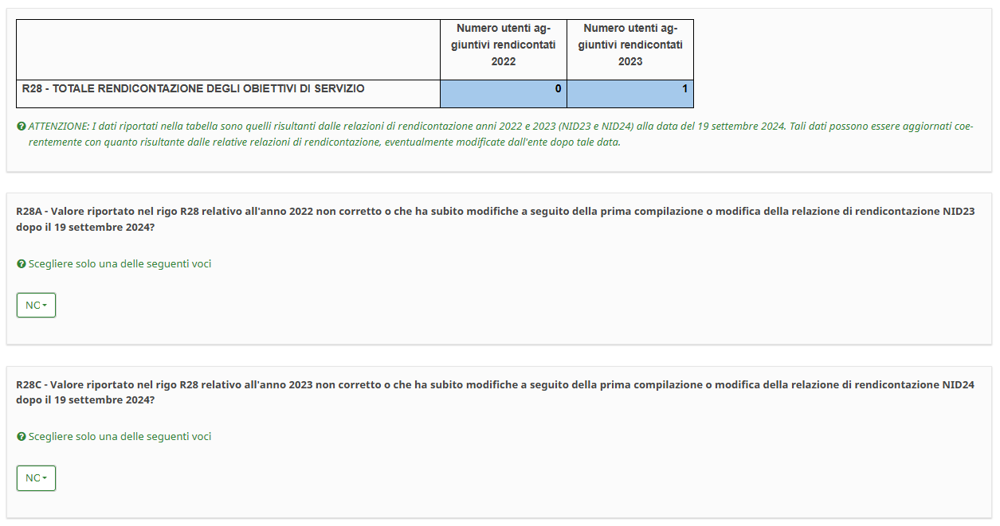 Numero utenti ag-
giuntivi rendicontati
2022
Numero utenti ag-
giuntivi rendicontati
2023
R28 - TOTALE RENDICONTAZIONE DEGLI OBIETTIVI DI SERVIZIO 0 1
ATTENZIONE: I dati riportati nella tabella sono quelli risultanti dalle relazioni di rendicontazione anni 2022 e 2023 (NID23 e NID24) alla data del 19 settembre 2024. Tali dati possono essere aggiornati coe-
rentemente con quanto risultante dalle relative relazioni di rendicontazione, eventualmente modificate dall'ente dopo tale data.
R28A - Valore riportato nel rigo R28 relativo all'anno 2022 non corretto o che ha subito modifiche a seguito della prima compilazione o modifica della relazione di rendicontazione NID23
dopo il 19 settembre 2024?
Scegliere solo una delle seguenti voci
NO
R28C - Valore riportato nel rigo R28 relativo all'anno 2023 non corretto o che ha subito modifiche a seguito della prima compilazione o modifica della relazione di rendicontazione NID24
dopo il 19 settembre 2024?
Scegliere solo una delle seguenti voci
NO